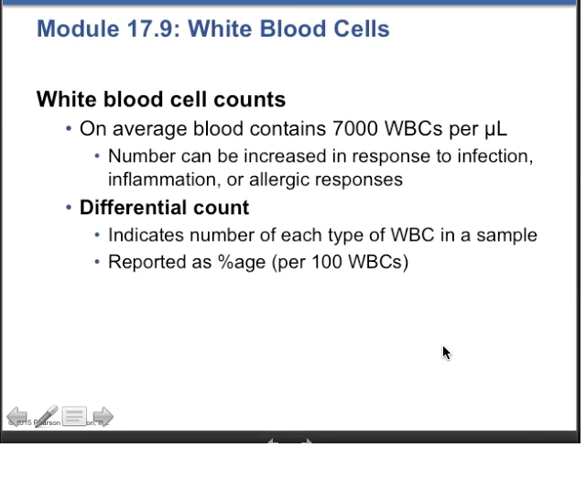 Module 17.9: White Blood Cells
White blood cell counts
• On average blood contains 7000 WBCs per µL
• Number can be increased in response to infection,
inflammation, or allergic responses
• Differential count
• Indicates number of each type of WBC in a sample
• Reported as %age (per 100 WBCs)